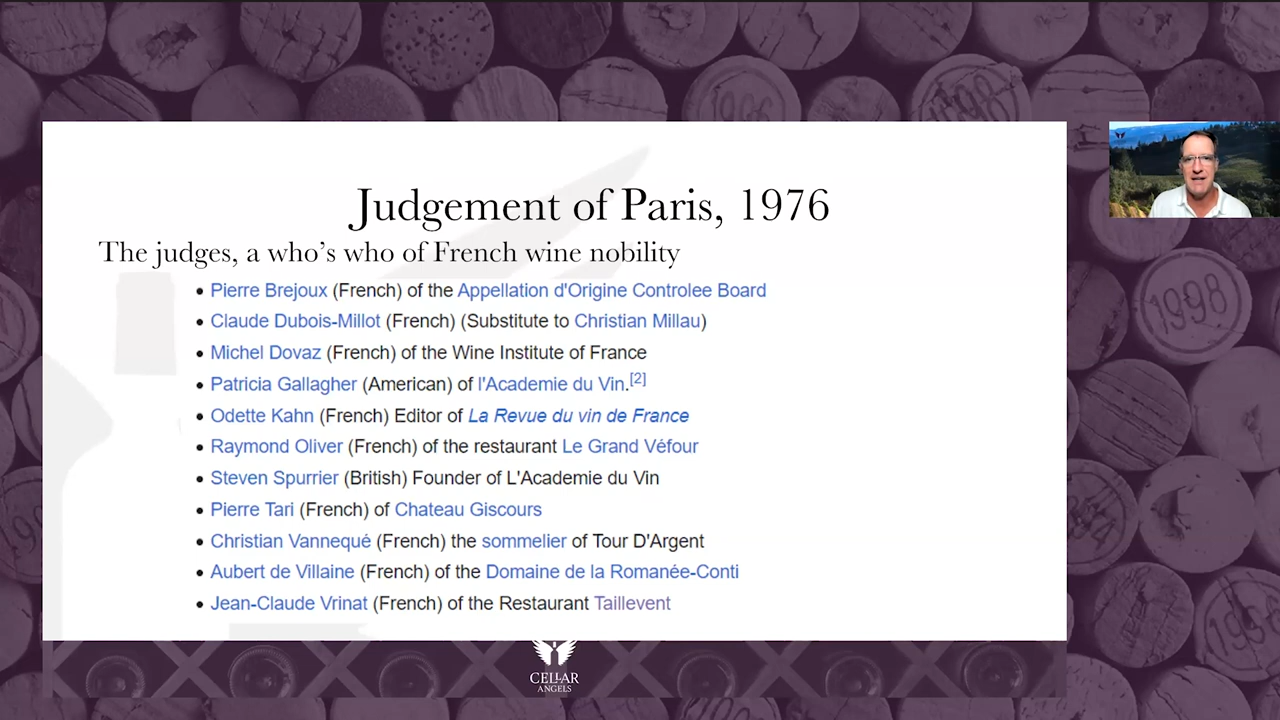 Judgement of Paris, 1976
The judges, a who's who of French wine nobility
Pierre Brejoux (French) of the Appellation d'Origine Controlee Board
Claude Dubois-Millot (French) (Substitute to Christian Millau)
Michel Dovaz (French) of the Wine Institute of France
Patricia Gallagher (American) of l'Academie du Vin.[2]
Odette Kahn (French) Editor of La Revue du vin de France
Raymond Oliver (French) of the restaurant Le Grand Véfour
Steven Spurrier (British) Founder of L'Academie du Vin
Pierre Tari (French) of Chateau Giscours
Christian Vannequé (French) the sommelier of Tour D'Argent
Aubert de Villaine (French) of the Domaine de la Romanée-Conti
Jean-Claude Vrinat (French) of the Restaurant Taillevent
CELLAR
ANGELS
1998